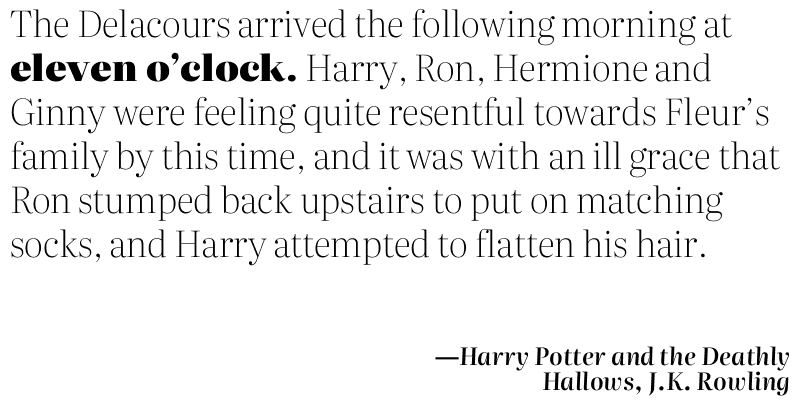 The Delacours arrived the following morning at
eleven o’clock. Harry, Ron, Hermione and
Ginny were feeling quite resentful towards Fleur’s
family by this time, and it was with an ill grace that
Ron stumped back upstairs to put on matching
socks, and Harry attempted to flatten his hair.
—Harry Potter and the Deathly
Hallows, J.K. Rowling